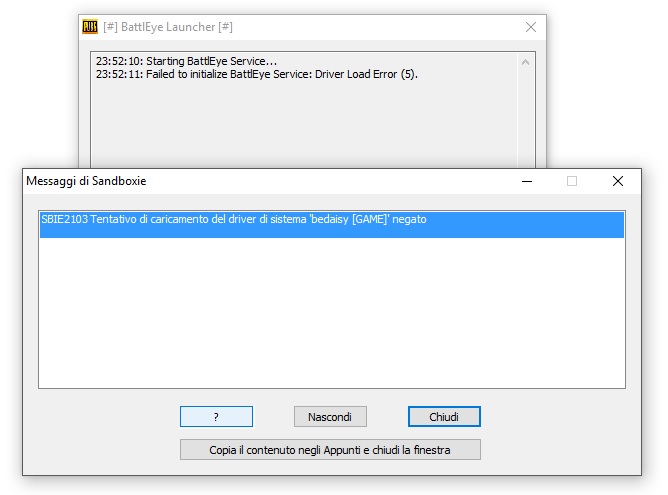 [#] BattlEye Launcher [#]
23:52:10: Starting BattlEye Service...
23:52:11: Failed to initialize BattlEye Service: Driver Load Error (5).
Messaggi di Sandboxie
SBIE2103 Tentativo di caricamento del driver di sistema 'bedaisy [GAME]' negato
?
Nascondi
Chiudi
Copia il contenuto negli Appunti e chiudi la finestra